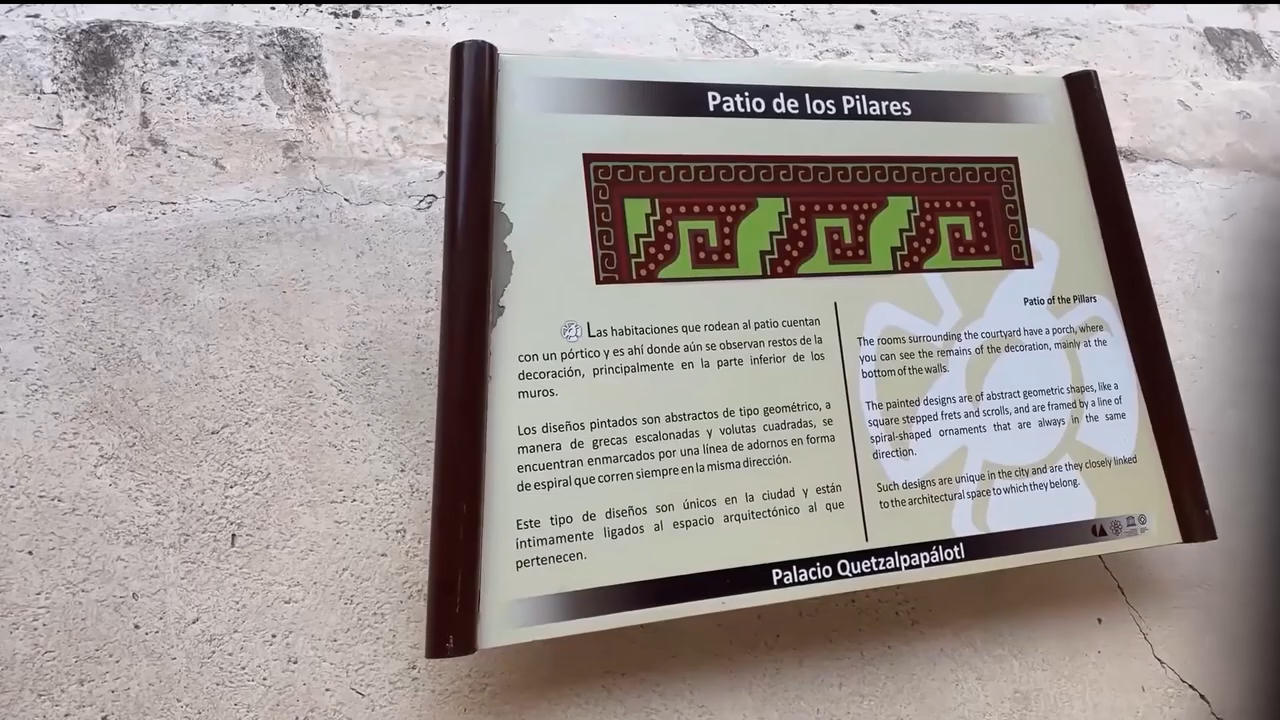 Patio de los Pilares
Las habitaciones que rodean al patio cuentan
con un pórtico y es ahí donde aún se observan restos de la
decoración, principalmente en la parte inferior de los
muros.
Los diseños pintados son abstractos de tipo geométrico, a
manera de grecas escalonadas y volutas cuadradas, se
encuentran enmarcados por una línea de adornos en forma
de espiral que corren siempre en la misma dirección.
Este tipo de diseños son únicos en la ciudad y están
íntimamente ligados al espacio arquitectónico al que
pertenecen.
Patio of the Pillars
The rooms surrounding the courtyard have a porch, where
you can see the remains of the decoration, mainly at the
bottom of the walls.
The painted designs are of abstract geometric shapes, like a
square stepped frets and scrolls, and are framed by a line of
spiral-shaped ornaments that are always in the same
direction.
Such designs are unique in the city and are they closely linked
to the architectural space to which they belong.
Palacio Quetzalpapálotl